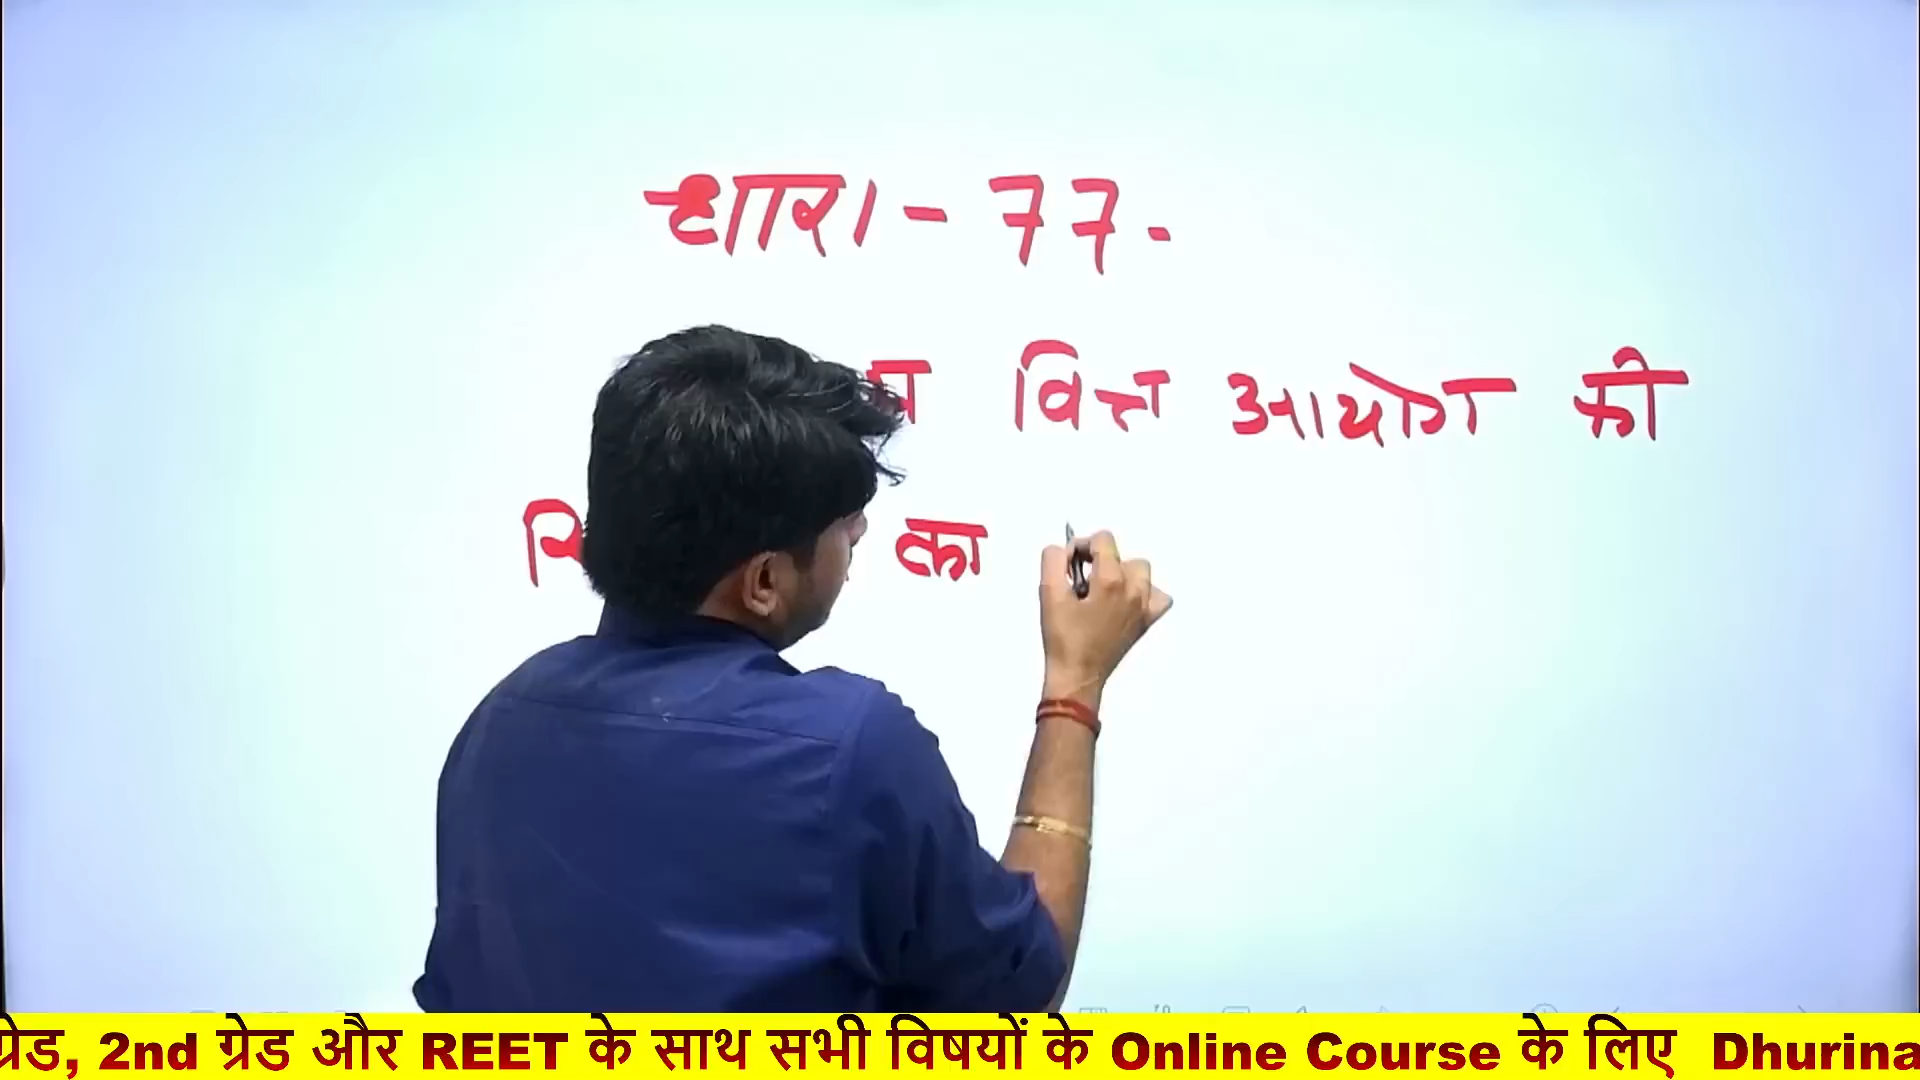 धारा - 77 -
वित्त आयोग की
का
ग्रेड, 2nd ग्रेड और REET के साथ सभी विषयों के Online Course के लिए Dhurina